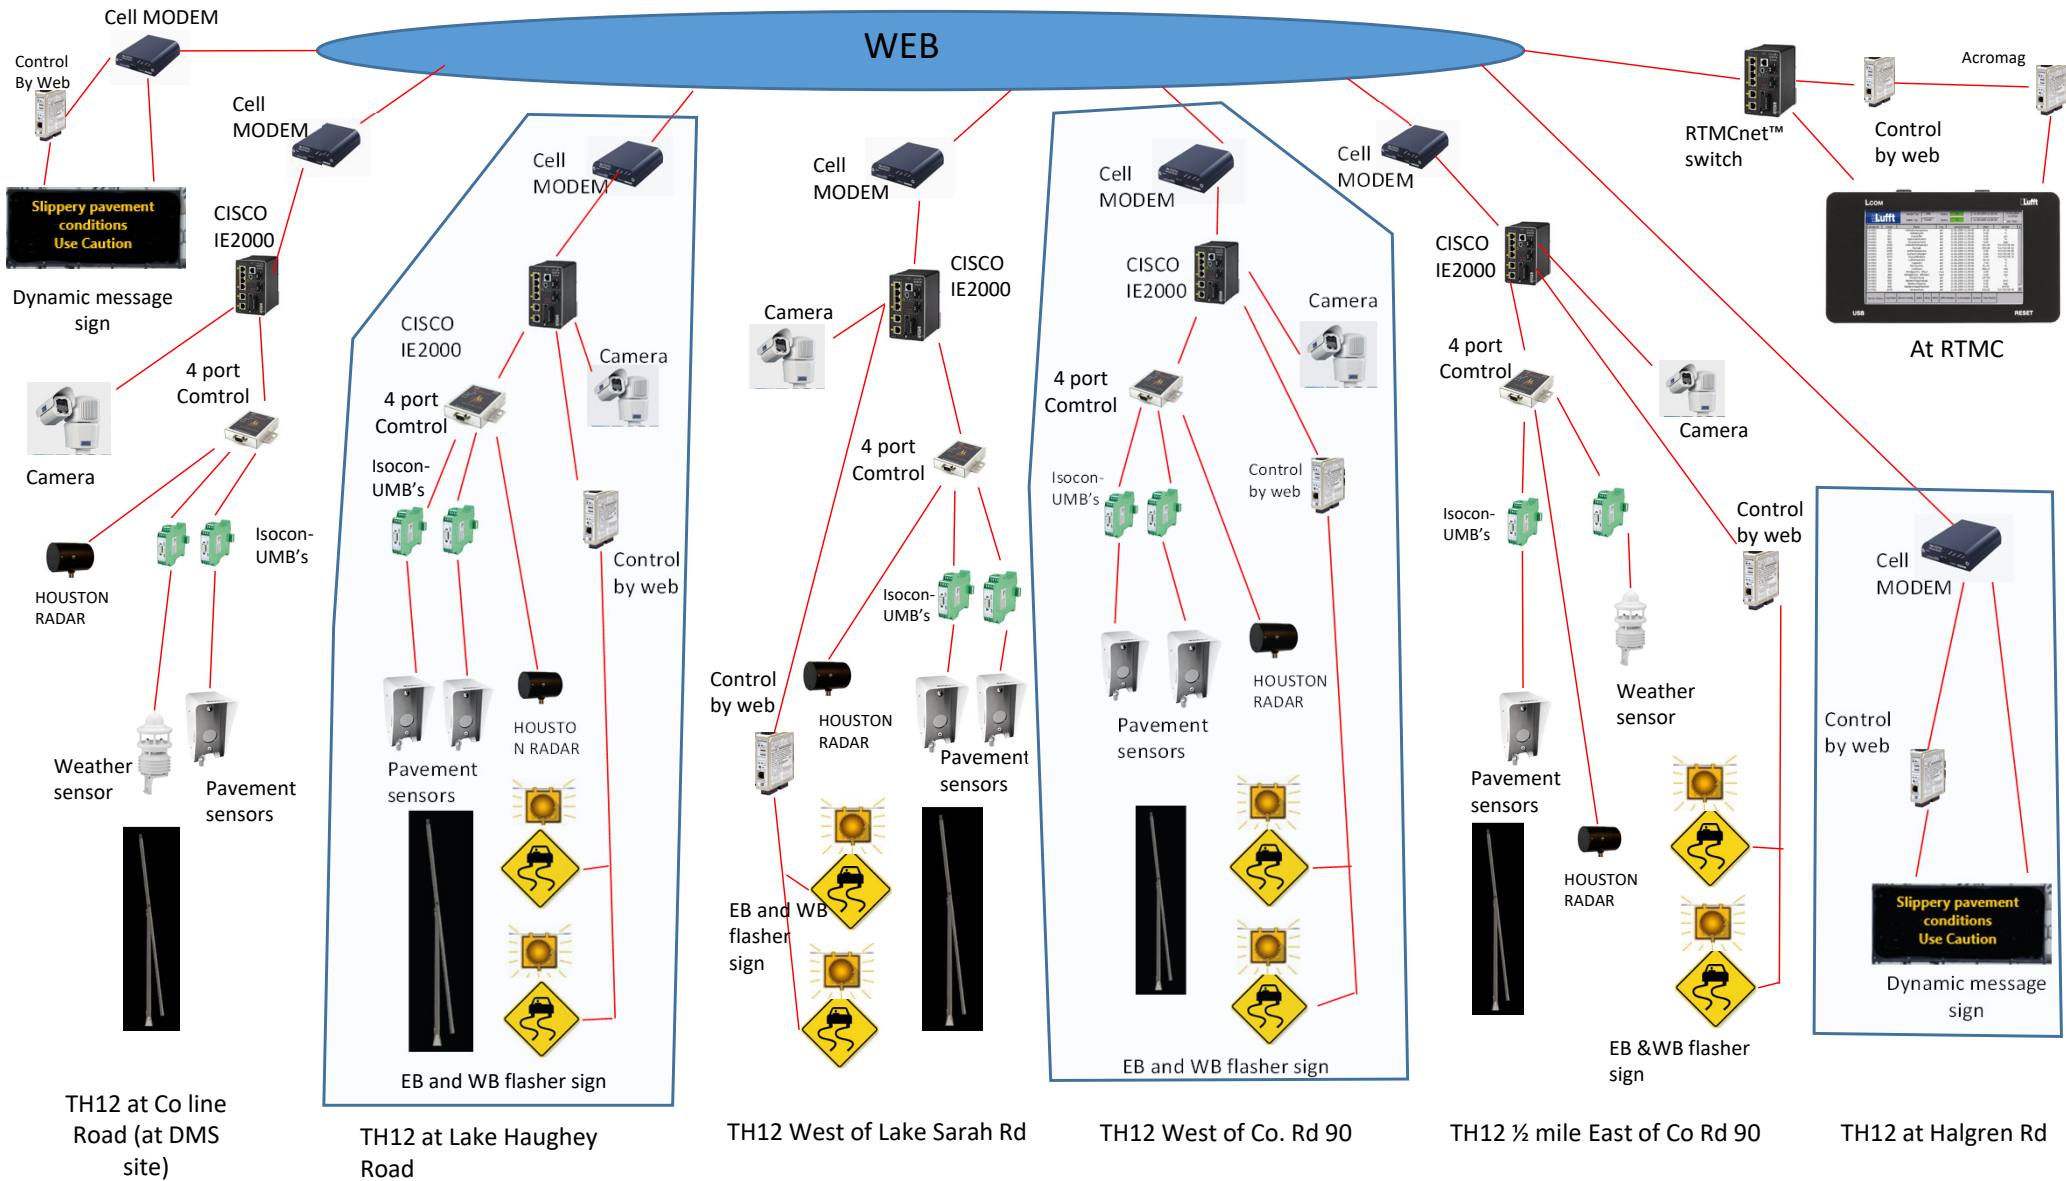 WEB
Cell MODEM
Control
By Web
Slippery pavement
conditions
Use Caution
Dynamic message
sign
Cell
MODEM
CISCO
IE2000
4 port
Comtrol
Camera
HOUSTON
RADAR
Isocon-
UMB's
Weather
sensor
Pavement
sensors
TH12 at Co line
Road (at DMS
site)
Cell
MODEM
CISCO
IE2000
Camera
4 port
Comtrol
Isocon-
UMB's
Control
by web
HOUSTO
N RADAR
Pavement
sensors
EB and WB flasher sign
TH12 at Lake Haughey
Road
Cell
MODEM
CISCO
IE2000
Camera
4 port
Comtrol
Isocon-
UMB's
Control
by web
HOUSTON
RADAR
Pavement
sensors
EB and WB
flasher
sign
TH12 West of Lake Sarah Rd
Cell
MODEM
CISCO
IE2000
Camera
4 port
Comtrol
Isocon-
UMB's
Control
by web
HOUSTON
RADAR
Pavement
sensors
EB and WB flasher sign
TH12 West of Co. Rd 90
Cell
MODEM
CISCO
IE2000
4 port
Comtrol
Camera
Isocon-
UMB's
Control
by web
Weather
sensor
Pavement
sensors
HOUSTON
RADAR
EB &WB flasher
sign
TH12 ½ mile East of Co Rd 90
RTMCnet™
switch
Control
by web
Acromag
LCOM
Lufft
Lufft
USB
RESET
At RTMC
Cell
MODEM
Control
by web
Slippery pavement
conditions
Use Caution
Dynamic message
sign
TH12 at Halgren Rd